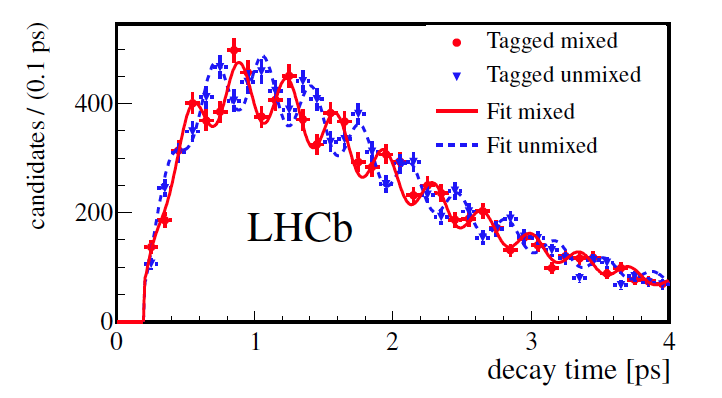 candidates / (0.1 ps)
400
200
0
Tagged mixed
Tagged unmixed
Fit mixed
Fit unmixed
LHCb
0 1 2 3 4
decay time [ps]